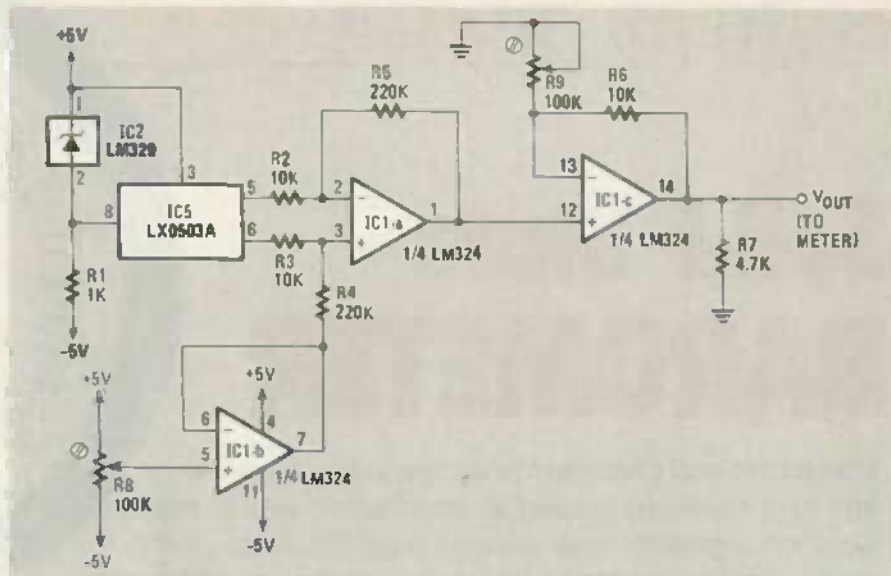 +5V
1
IC2
LM329
2
3
8
IC5
LX0503A
5
6
R1
1K
-5V
R2
10K
R3
10K
R5
220K
2
3
IC1-a
1
1/4 LM324
R4
220K
+5V
R8
100K
-5V
6
5
IC1-b
+5V
4
7
11
1/4 LM324
-5V
R9
100K
R6
10K
13
12
IC1-c
14
1/4 LM324
R7
4.7K
VOUT
(TO
METER)